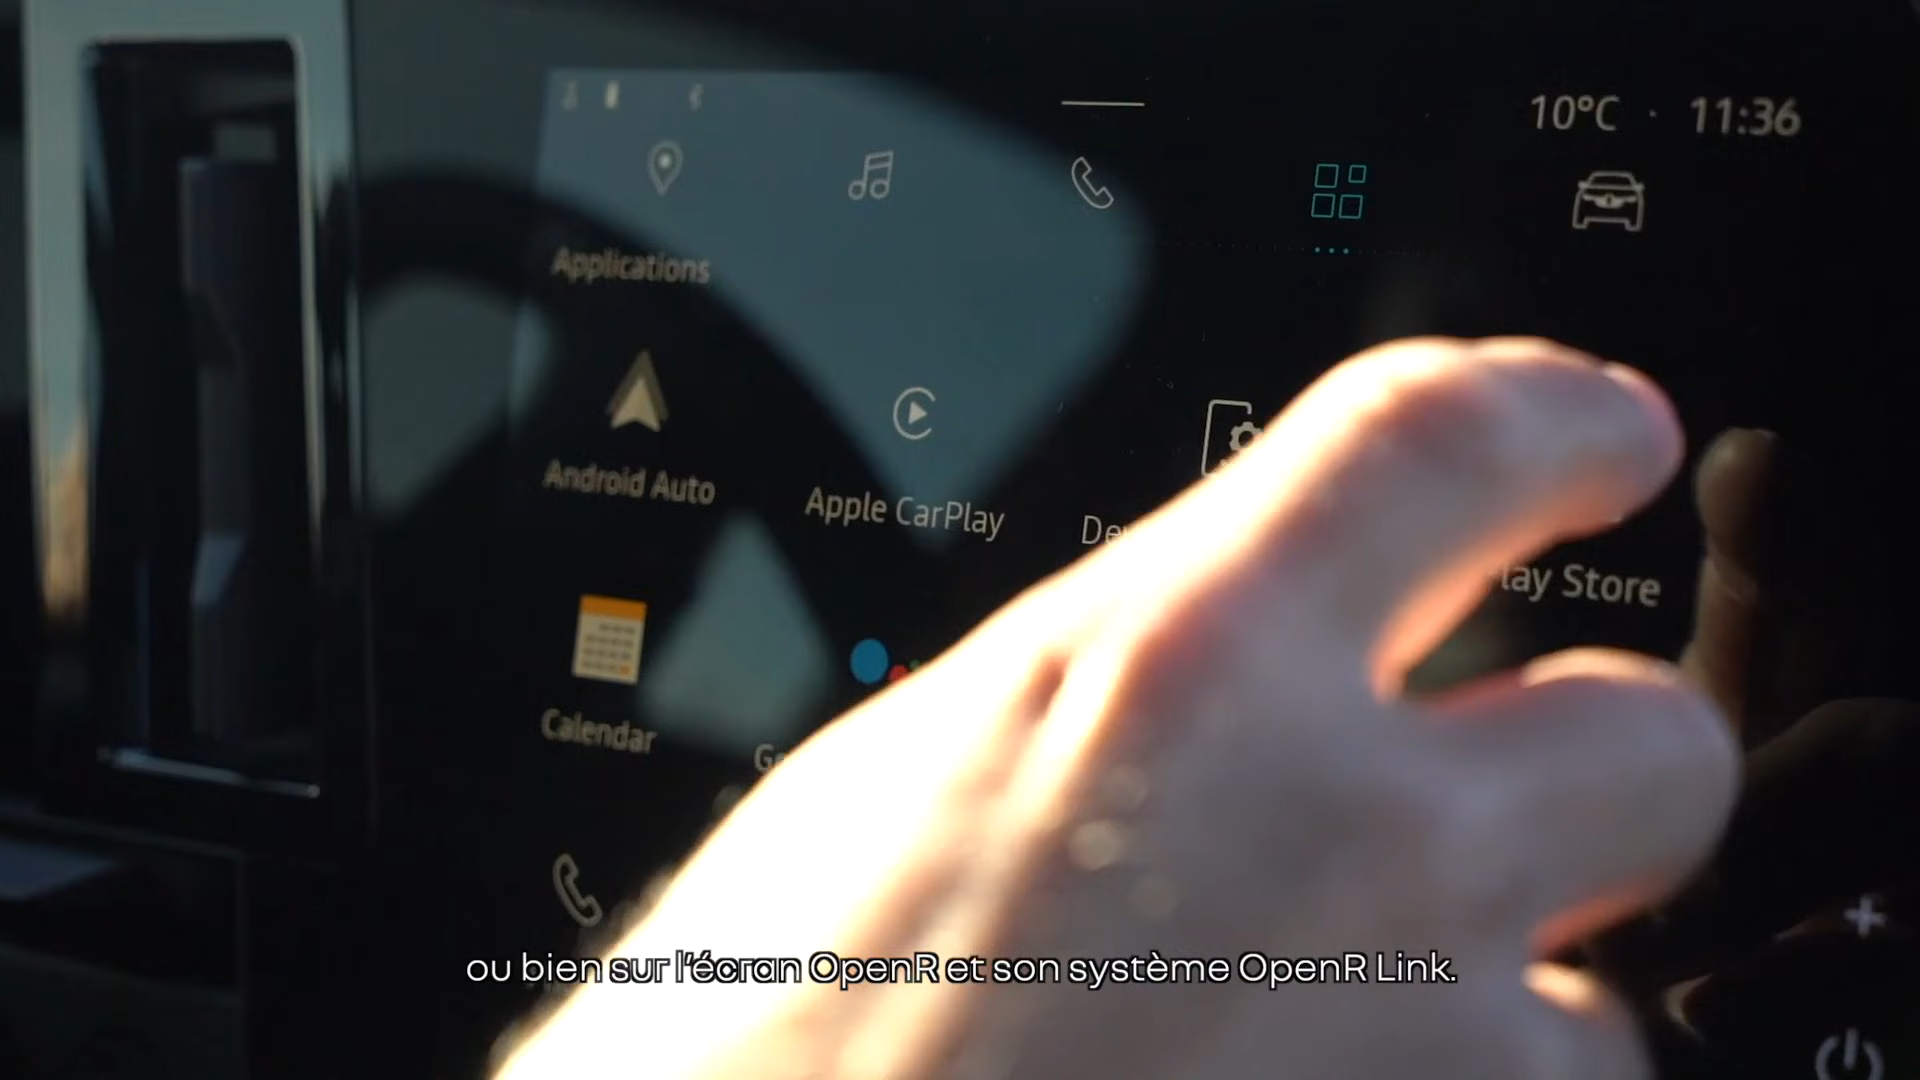 10°C · 11:36
Applications
Android Auto
Apple CarPlay
lay Store
Calendar
ou bien sur l'écran OpenR et son système OpenR Link.